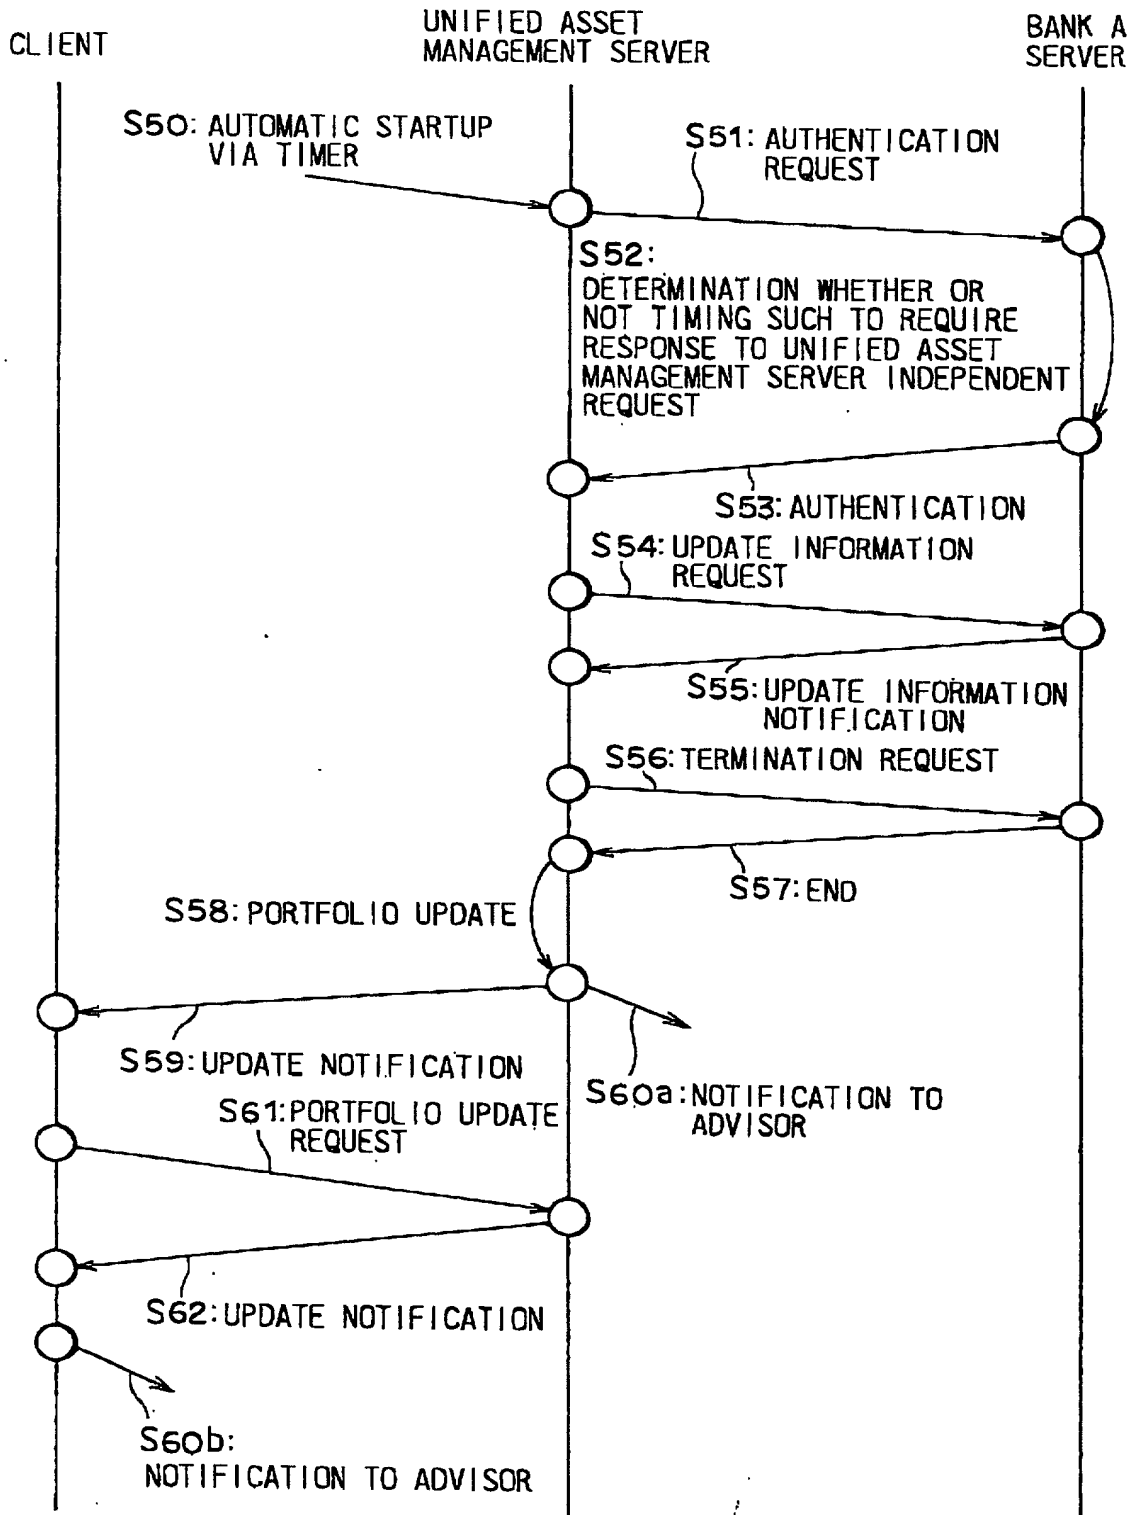 CLIENT
UNIFIED ASSET
MANAGEMENT SERVER
BANK A
SERVER
S50: AUTOMATIC STARTUP
VIA TIMER
S51: AUTHENTICATION
REQUEST
S52:
DETERMINATION WHETHER OR
NOT TIMING SUCH TO REQUIRE
RESPONSE TO UNIFIED ASSET
MANAGEMENT SERVER INDEPENDENT
REQUEST
S53: AUTHENTICATION
S54: UPDATE INFORMATION
REQUEST
S55: UPDATE INFORMATION
NOTIFICATION
S56: TERMINATION REQUEST
S57: END
S58: PORTFOLIO UPDATE
S59: UPDATE NOTIFICATION
S60a: NOTIFICATION TO
ADVISOR
S61: PORTFOLIO UPDATE
REQUEST
S62: UPDATE NOTIFICATION
S60b:
NOTIFICATION TO ADVISOR